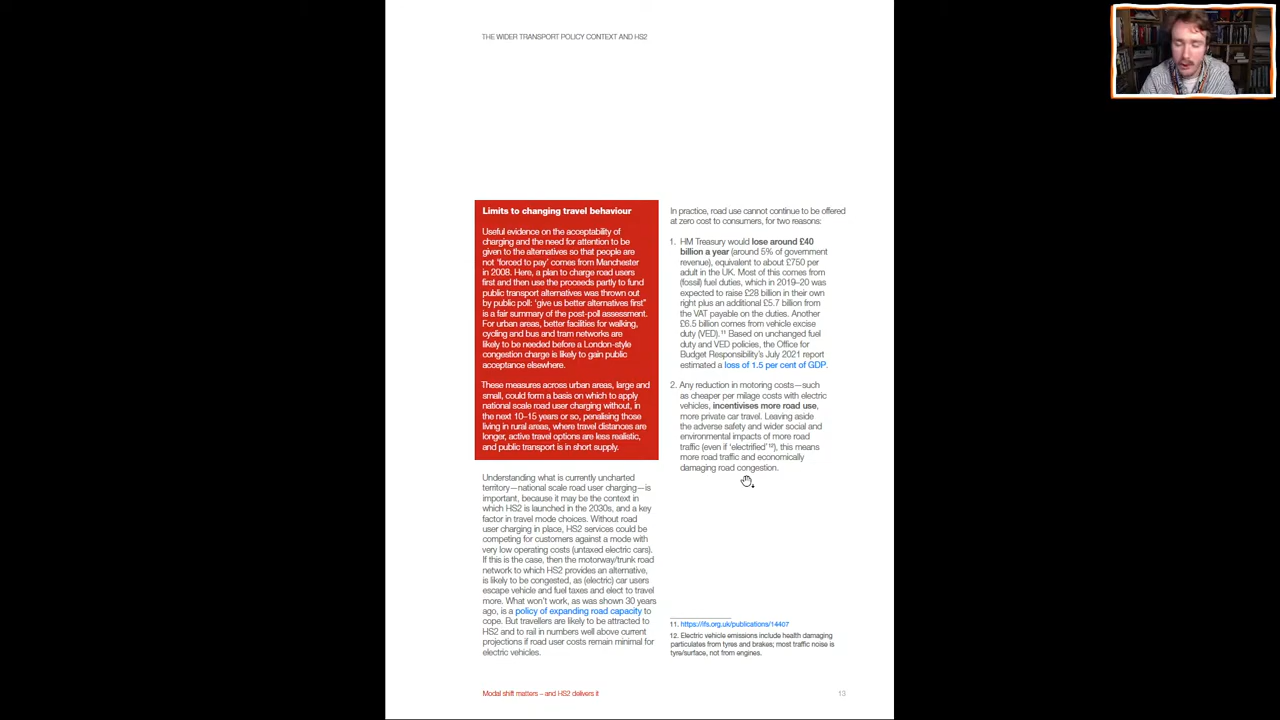 THE WIDER TRANSPORT POLICY CONTEXT AND HS2
Limits to changing travel behaviour
Useful evidence on the acceptability of
charging and the need for attention to be
given to the alternatives so that people are
not ‘forced to pay’ comes from Manchester
in 2008. Here, a plan to charge road users
first and then use the proceeds partly to fund
public transport alternatives was thrown out
by public poll: ‘give us better alternatives first”
is a fair summary of the post-poll assessment.
For urban areas, better facilities for walking,
cycling and bus and tram networks are
likely to be needed before a London-style
congestion charge is likely to gain public
acceptance elsewhere.
These measures across urban areas, large and
small, could form a basis on which to apply
national scale road user charging without, in
the next 10–15 years or so, penalising those
living in rural areas, where travel distances are
longer, active travel options are less realistic,
and public transport is in short supply.
Understanding what is currently uncharted
territory—national scale road user charging—is
important, because it may be the context in
which HS2 is launched in the 2030s, and a key
factor in travel mode choices. Without road
user charging in place, HS2 services could be
competing for customers against a mode with
very low operating costs (untaxed electric cars).
If this is the case, then the motorway/trunk road
network to which HS2 provides an alternative,
is likely to be congested, as (electric) car users
escape vehicle and fuel taxes and elect to travel
more. What won’t work, as was shown 30 years
ago, is a policy of expanding road capacity to
cope. But travellers are likely to be attracted to
HS2 and to rail in numbers well above current
projections if road user costs remain minimal for
electric vehicles.
In practice, road use cannot continue to be offered
at zero cost to consumers, for two reasons:
1. HM Treasury would lose around £40
billion a year (around 5% of government
revenue), equivalent to about £750 per
adult in the UK. Most of this comes from
(fossil) fuel duties, which in 2019–20 was
expected to raise £28 billion in their own
right plus an additional £5.7 billion from
the VAT payable on the duties. Another
£6.5 billion comes from vehicle excise
duty (VED).11 Based on unchanged fuel
duty and VED policies, the Office for
Budget Responsibility’s July 2021 report
estimated a loss of 1.5 per cent of GDP.
2. Any reduction in motoring costs—such
as cheaper per milage costs with electric
vehicles, incentivises more road use,
more private car travel. Leaving aside
the adverse safety and wider social and
environmental impacts of more road
traffic (even if ‘electrified’12), this means
more road traffic and economically
damaging road congestion.
11. https://ifs.org.uk/publications/14407
12. Electric vehicle emissions include health damaging
particulates from tyres and brakes; most traffic noise is
tyre/surface, not from engines.
Modal shift matters – and HS2 delivers it
13